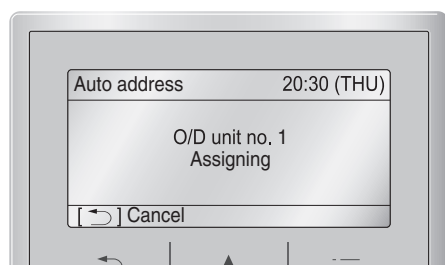 Auto address 20:30 (THU)
O/D unit no. 1
Assigning
[⮌] Cancel